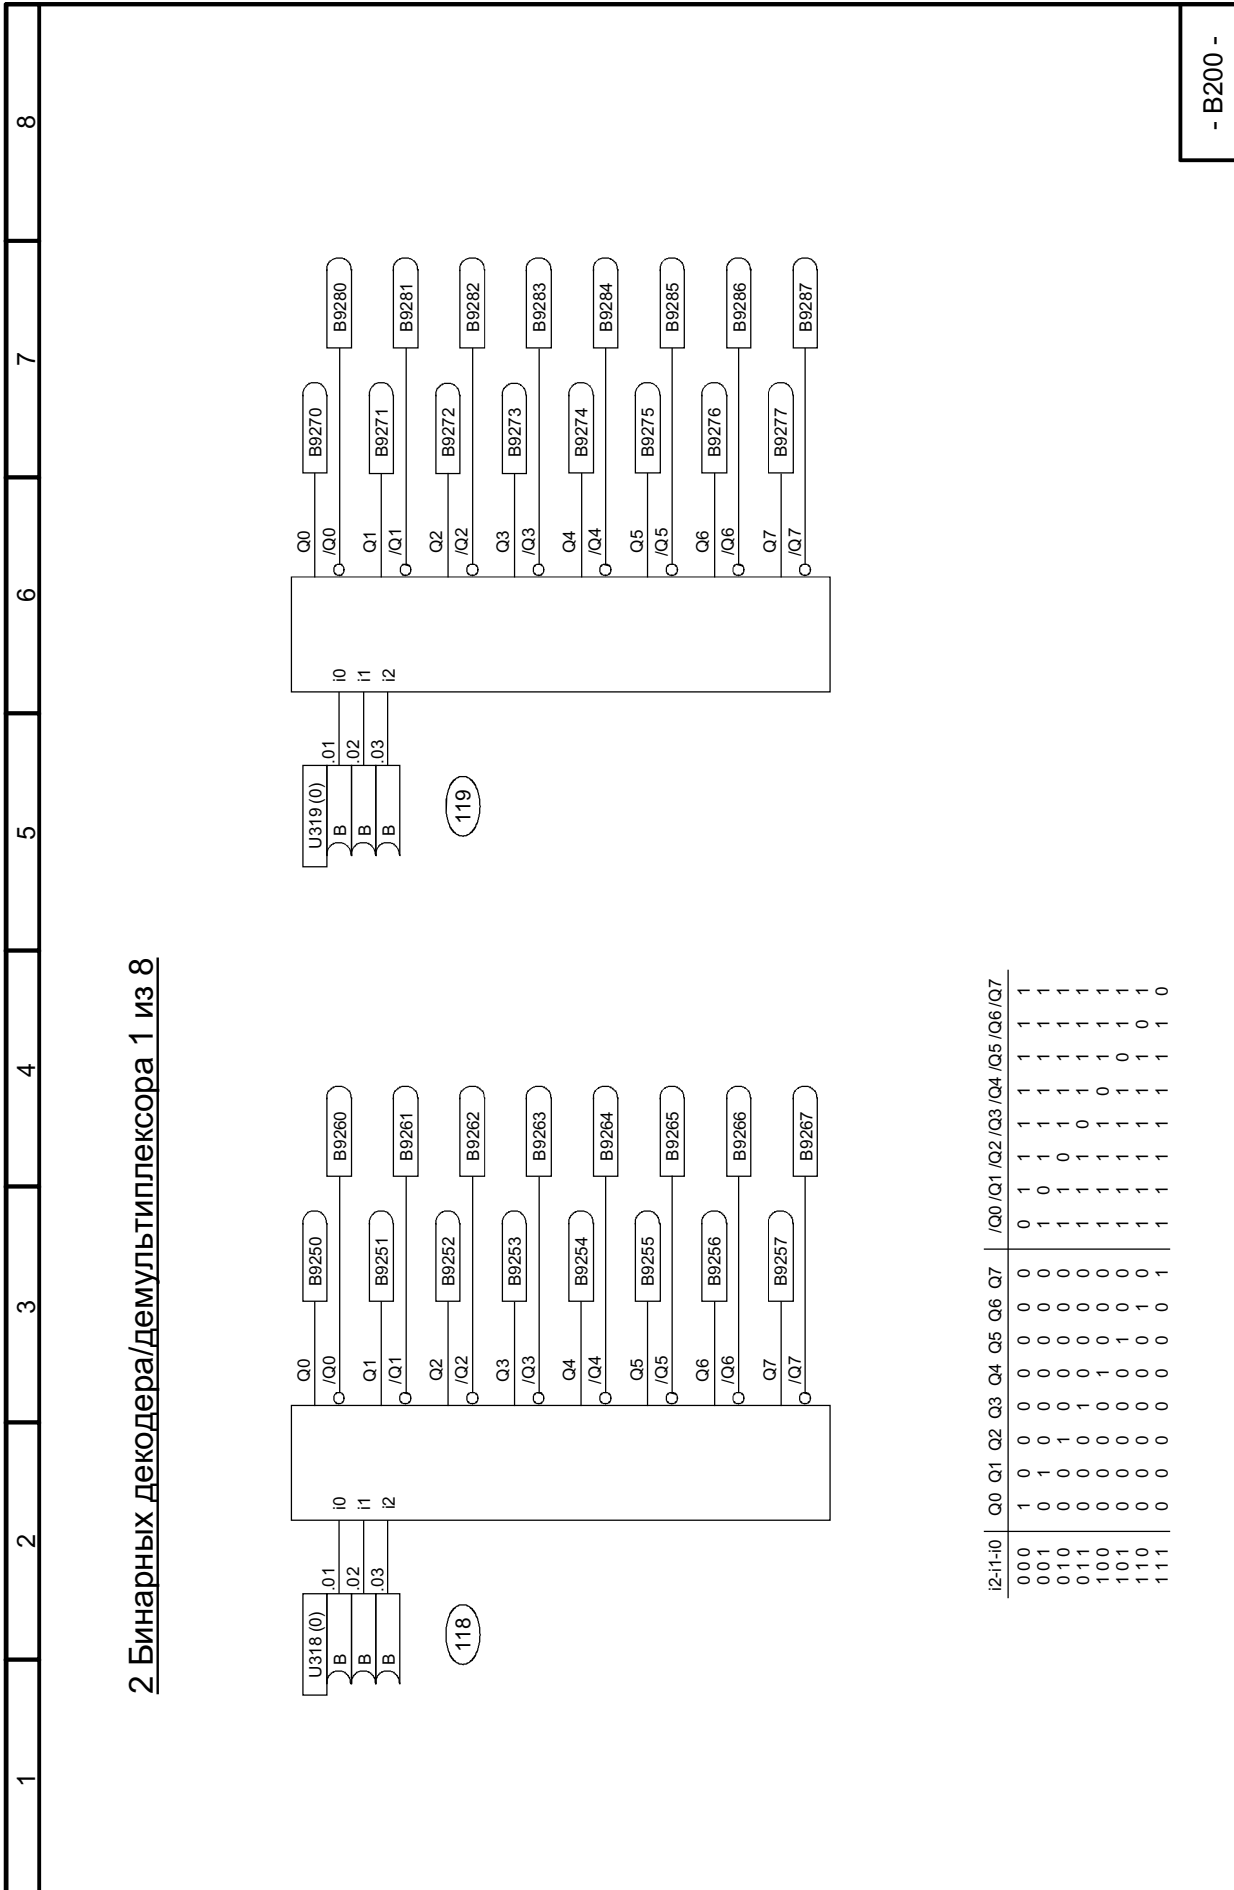 1 2 3 4 5 6 7 8
2 Бинарных декодера/демультиплексора 1 из 8
U318 (0)
B .01 i0
B .02 i1
B .03 i2
118
Q0 B9250
/Q0 B9260
Q1 B9251
/Q1 B9261
Q2 B9252
/Q2 B9262
Q3 B9253
/Q3 B9263
Q4 B9254
/Q4 B9264
Q5 B9255
/Q5 B9265
Q6 B9256
/Q6 B9266
Q7 B9257
/Q7 B9267
U319 (0)
B .01 i0
B .02 i1
B .03 i2
119
Q0 B9270
/Q0 B9280
Q1 B9271
/Q1 B9281
Q2 B9272
/Q2 B9282
Q3 B9273
/Q3 B9283
Q4 B9274
/Q4 B9284
Q5 B9275
/Q5 B9285
Q6 B9276
/Q6 B9286
Q7 B9277
/Q7 B9287
i2-i1-i0 Q0 Q1 Q2 Q3 Q4 Q5 Q6 Q7 /Q0 /Q1 /Q2 /Q3 /Q4 /Q5 /Q6 /Q7
0 0 0 1 0 0 0 0 0 0 0 0 1 1 1 1 1 1 1
0 0 1 0 1 0 0 0 0 0 0 1 0 1 1 1 1 1 1
0 1 0 0 0 1 0 0 0 0 0 1 1 0 1 1 1 1 1
0 1 1 0 0 0 1 0 0 0 0 1 1 1 0 1 1 1 1
1 0 0 0 0 0 0 1 0 0 0 1 1 1 1 0 1 1 1
1 0 1 0 0 0 0 0 1 0 0 1 1 1 1 1 0 1 1
1 1 0 0 0 0 0 0 0 1 0 1 1 1 1 1 1 0 1
1 1 1 0 0 0 0 0 0 0 1 1 1 1 1 1 1 1 0
- B200 -